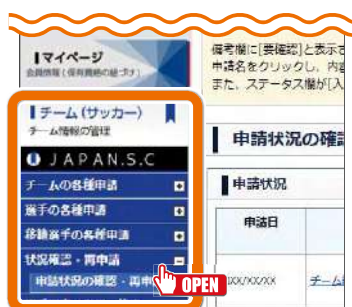 マイページ
会員情報(保有資格の紐づけ)
チーム (サッカー)
チーム情報の管理
J A P A N . S . C
チームの各種申請
選手の各種申請
移籍選手の各種申請
状況確認・再申請
申請状況の確認・再申
OPEN
備考欄に[要確認]と表示さ
申請名をクリックし、内容
また、ステータス欄が[入
申請状況の確認
申請状況
申請日
XX/XX/XX
チーム